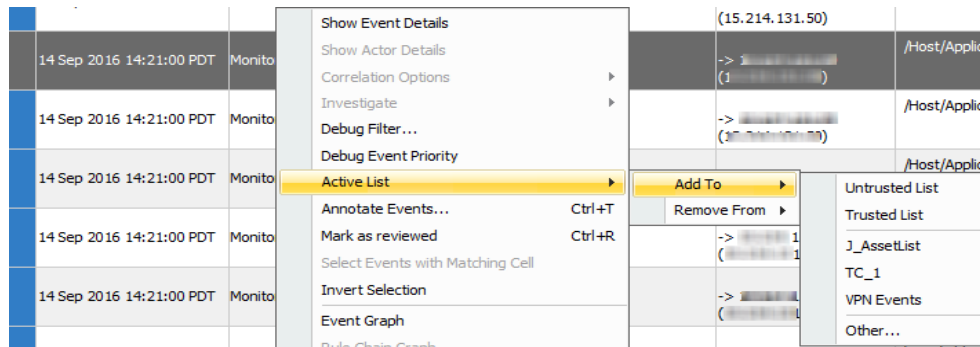 Show Event Details
(15.214.131.50)
Show Actor Details
/Host/Applic
14 Sep 2016 14:21:00 PDT Monito
->
Correlation Options
Investigate
Debug Filter...
14 Sep 2016 14:21:00 PDT Monito
->
/Host/Applic
Debug Event Priority
/Host/Applic
14 Sep 2016 14:21:00 PDT Monito
Active List
Add To
Untrusted List
Annotate Events... Ctrl+T
Remove From
Trusted List
14 Sep 2016 14:21:00 PDT Monito
Mark as reviewed Ctrl+R
->
J_AssetList
Select Events with Matching Cell
TC_1
14 Sep 2016 14:21:00 PDT Monito
Invert Selection
->
VPN Events
Event Graph
Other...